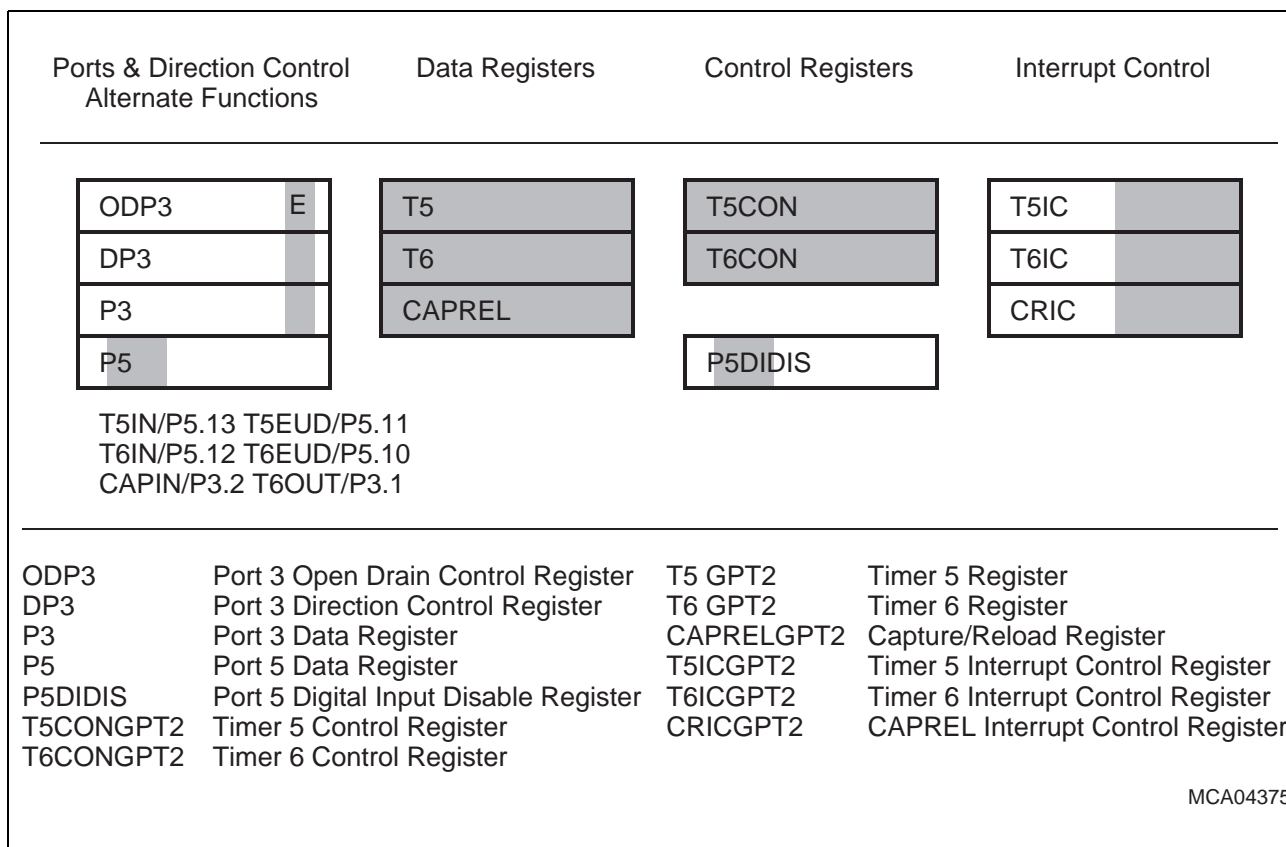 Ports & Direction Control Data Registers Control Registers Interrupt Control
Alternate Functions
ODP3 E T5 T5CON T5IC
DP3 T6 T6CON T6IC
P3 CAPREL CRIC
P5 P5DIDIS
T5IN/P5.13 T5EUD/P5.11
T6IN/P5.12 T6EUD/P5.10
CAPIN/P3.2 T6OUT/P3.1
ODP3 Port 3 Open Drain Control Register T5 GPT2 Timer 5 Register
DP3 Port 3 Direction Control Register T6 GPT2 Timer 6 Register
P3 Port 3 Data Register CAPRELGPT2 Capture/Reload Register
P5 Port 5 Data Register T5ICGPT2 Timer 5 Interrupt Control Register
P5DIDIS Port 5 Digital Input Disable Register T6ICGPT2 Timer 6 Interrupt Control Register
T5CONGPT2 Timer 5 Control Register CRICGPT2 CAPREL Interrupt Control Register
T6CONGPT2 Timer 6 Control Register
MCA04375